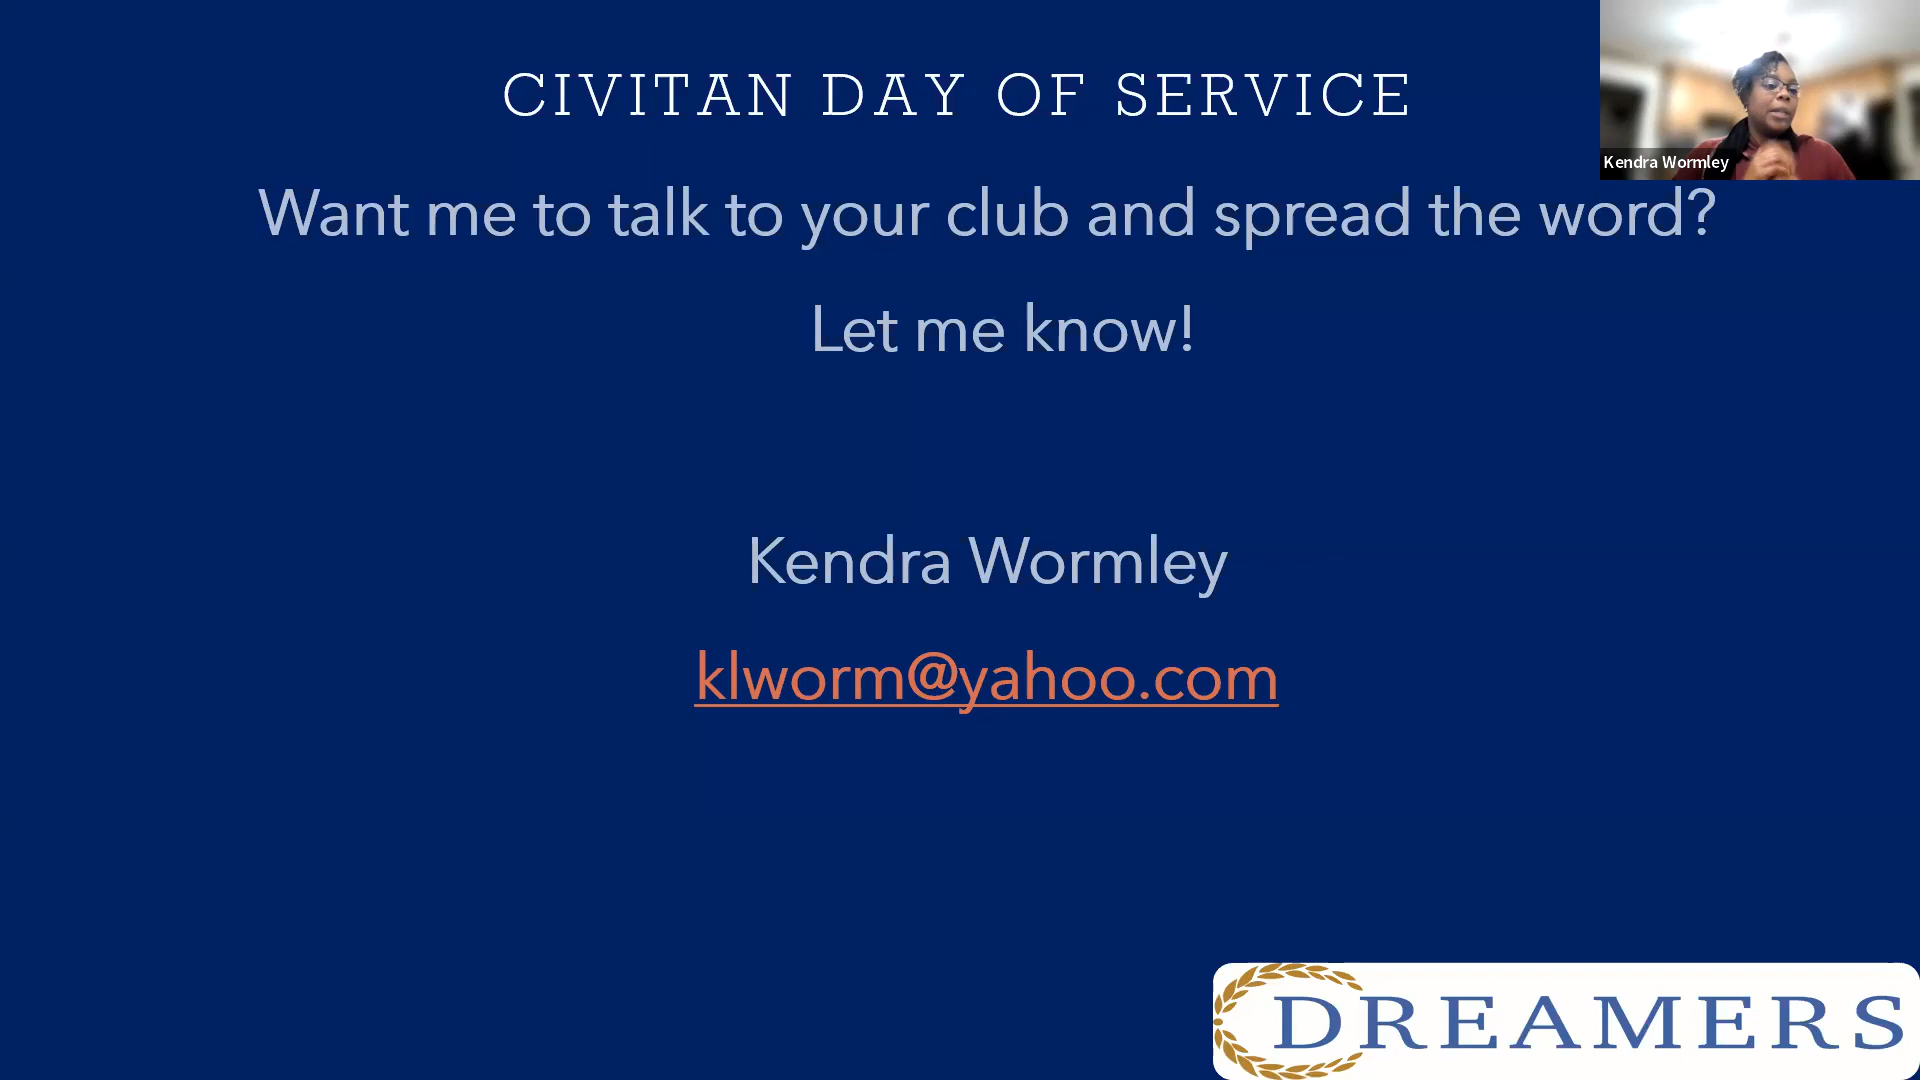 CIVITAN DAY OF SERVICE
Kendra Wormley
Want me to talk to your club and spread the word?
Let me know!
Kendra Wormley
klworm@yahoo.com
DREAMERS